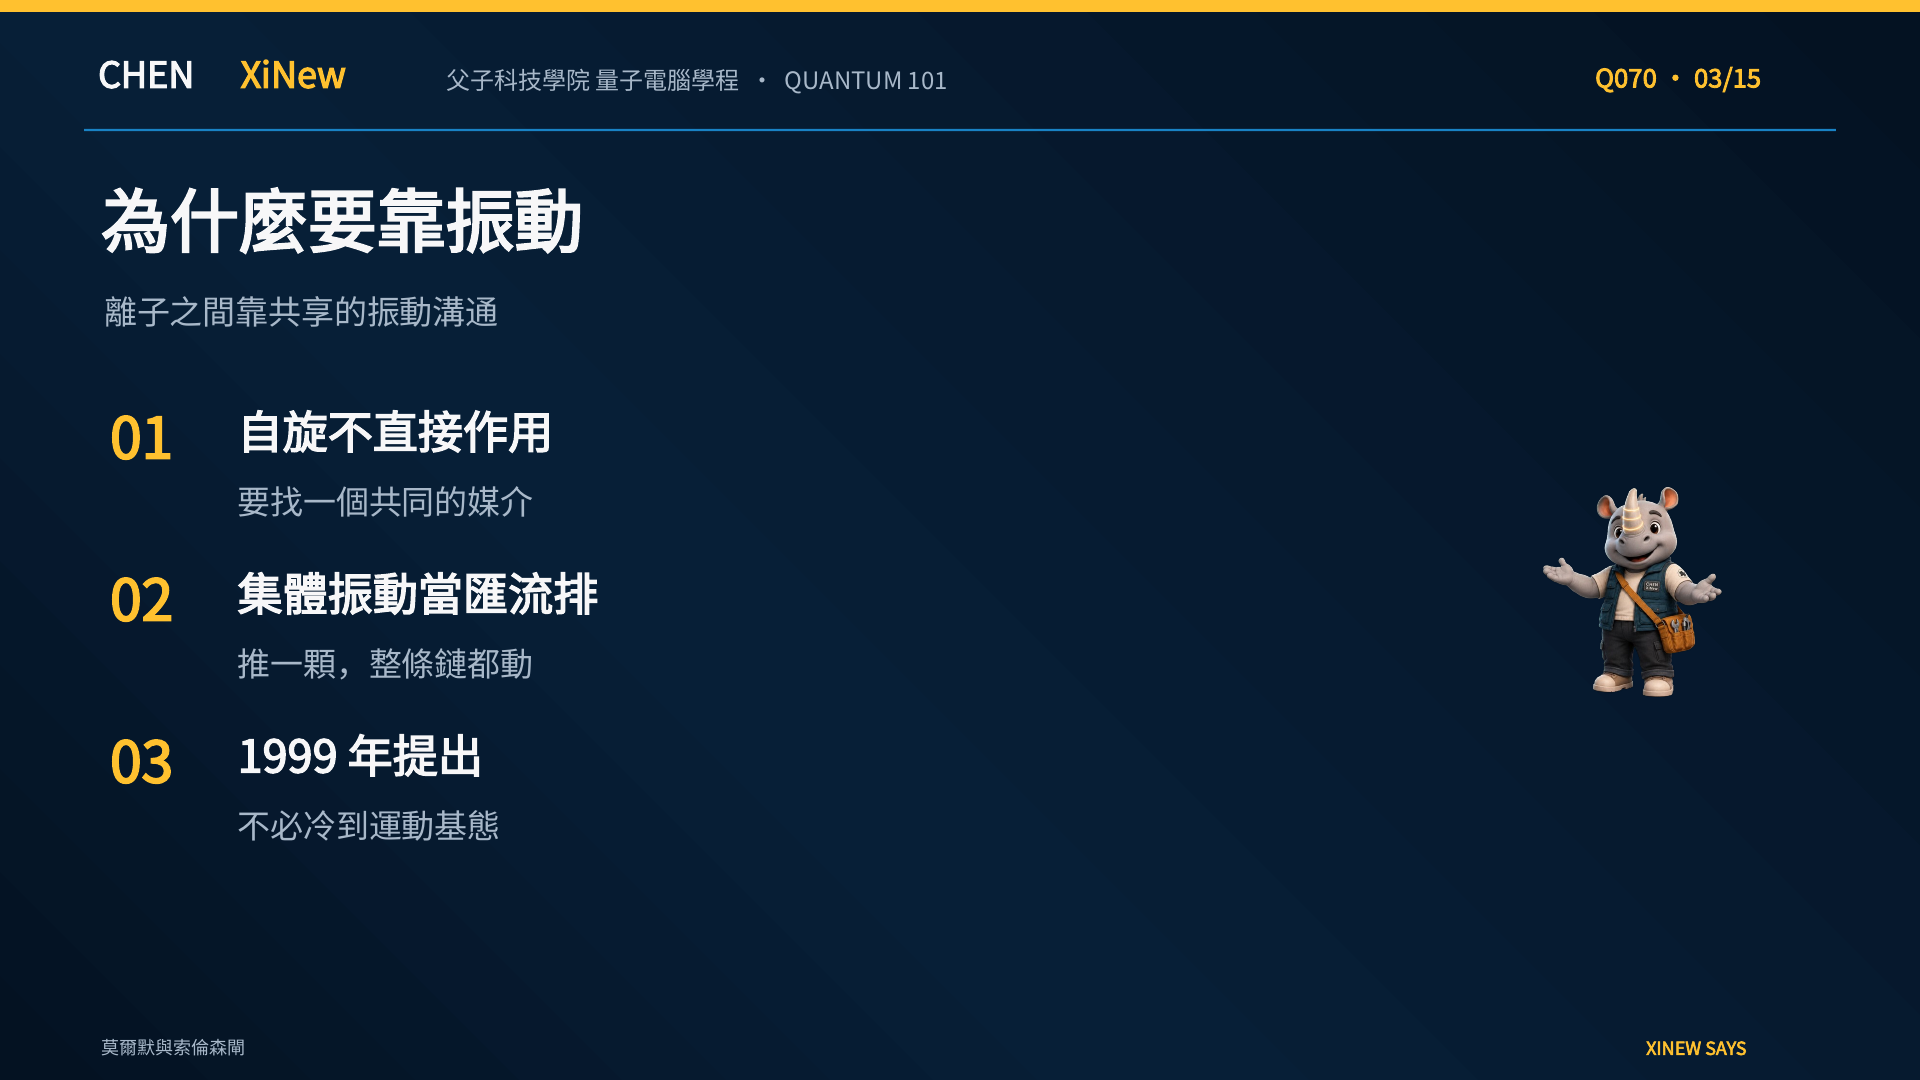 CHEN XiNew 父子科技學院 量子電腦學程 · QUANTUM 101 Q070 · 03/15
為什麼要靠振動
離子之間靠共享的振動溝通
01 自旋不直接作用
要找一個共同的媒介
02 集體振動當匯流排
推一顆，整條鏈都動
03 1999 年提出
不必冷到運動基態
莫爾默與索倫森閘 XINEW SAYS